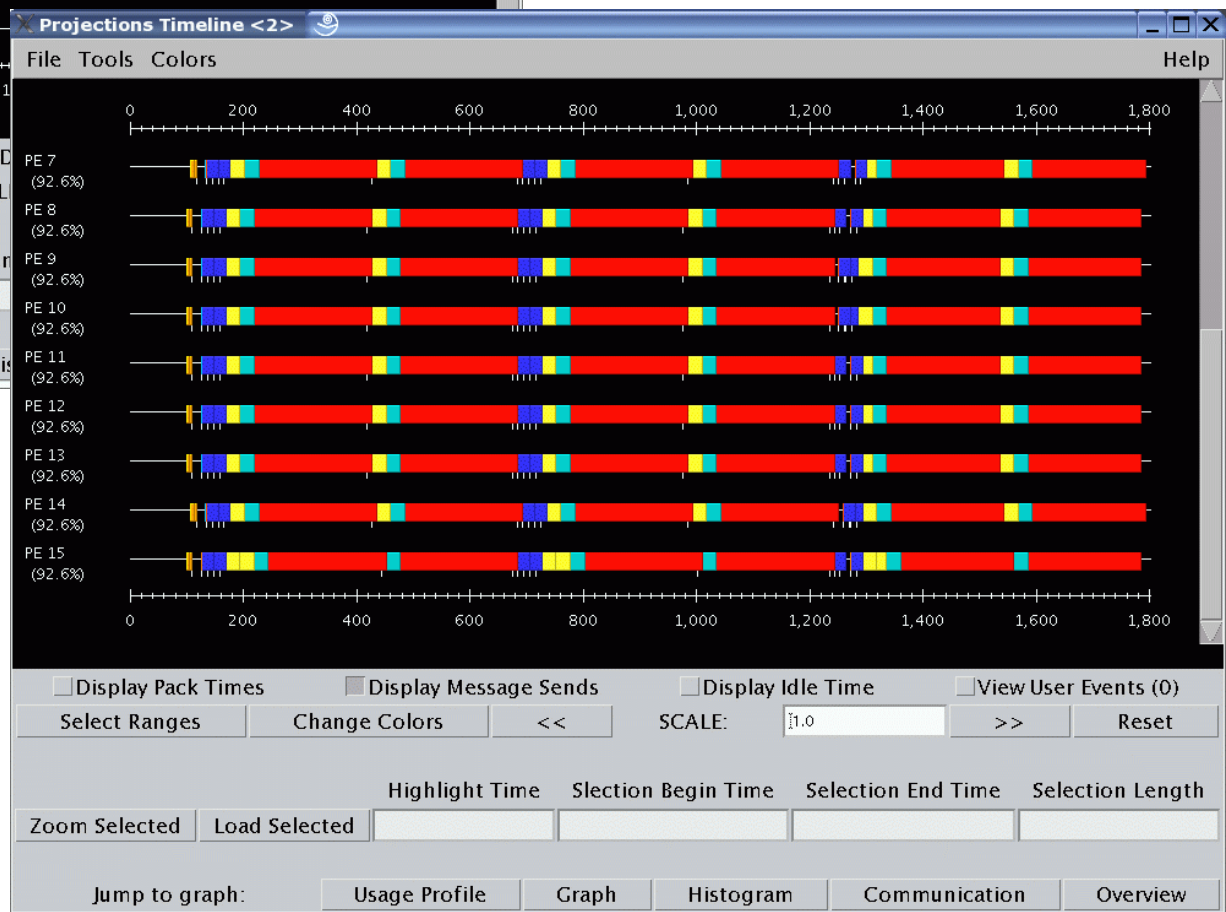 Projections Timeline <2>
File Tools Colors Help
0 200 400 600 800 1,000 1,200 1,400 1,600 1,800
PE 7
(92.6%)
PE 8
(92.6%)
PE 9
(92.6%)
PE 10
(92.6%)
PE 11
(92.6%)
PE 12
(92.6%)
PE 13
(92.6%)
PE 14
(92.6%)
PE 15
(92.6%)
0 200 400 600 800 1,000 1,200 1,400 1,600 1,800
Display Pack Times Display Message Sends Display Idle Time View User Events (0)
Select Ranges Change Colors << SCALE: 1.0 >> Reset
Highlight Time Slection Begin Time Selection End Time Selection Length
Zoom Selected Load Selected
Jump to graph: Usage Profile Graph Histogram Communication Overview